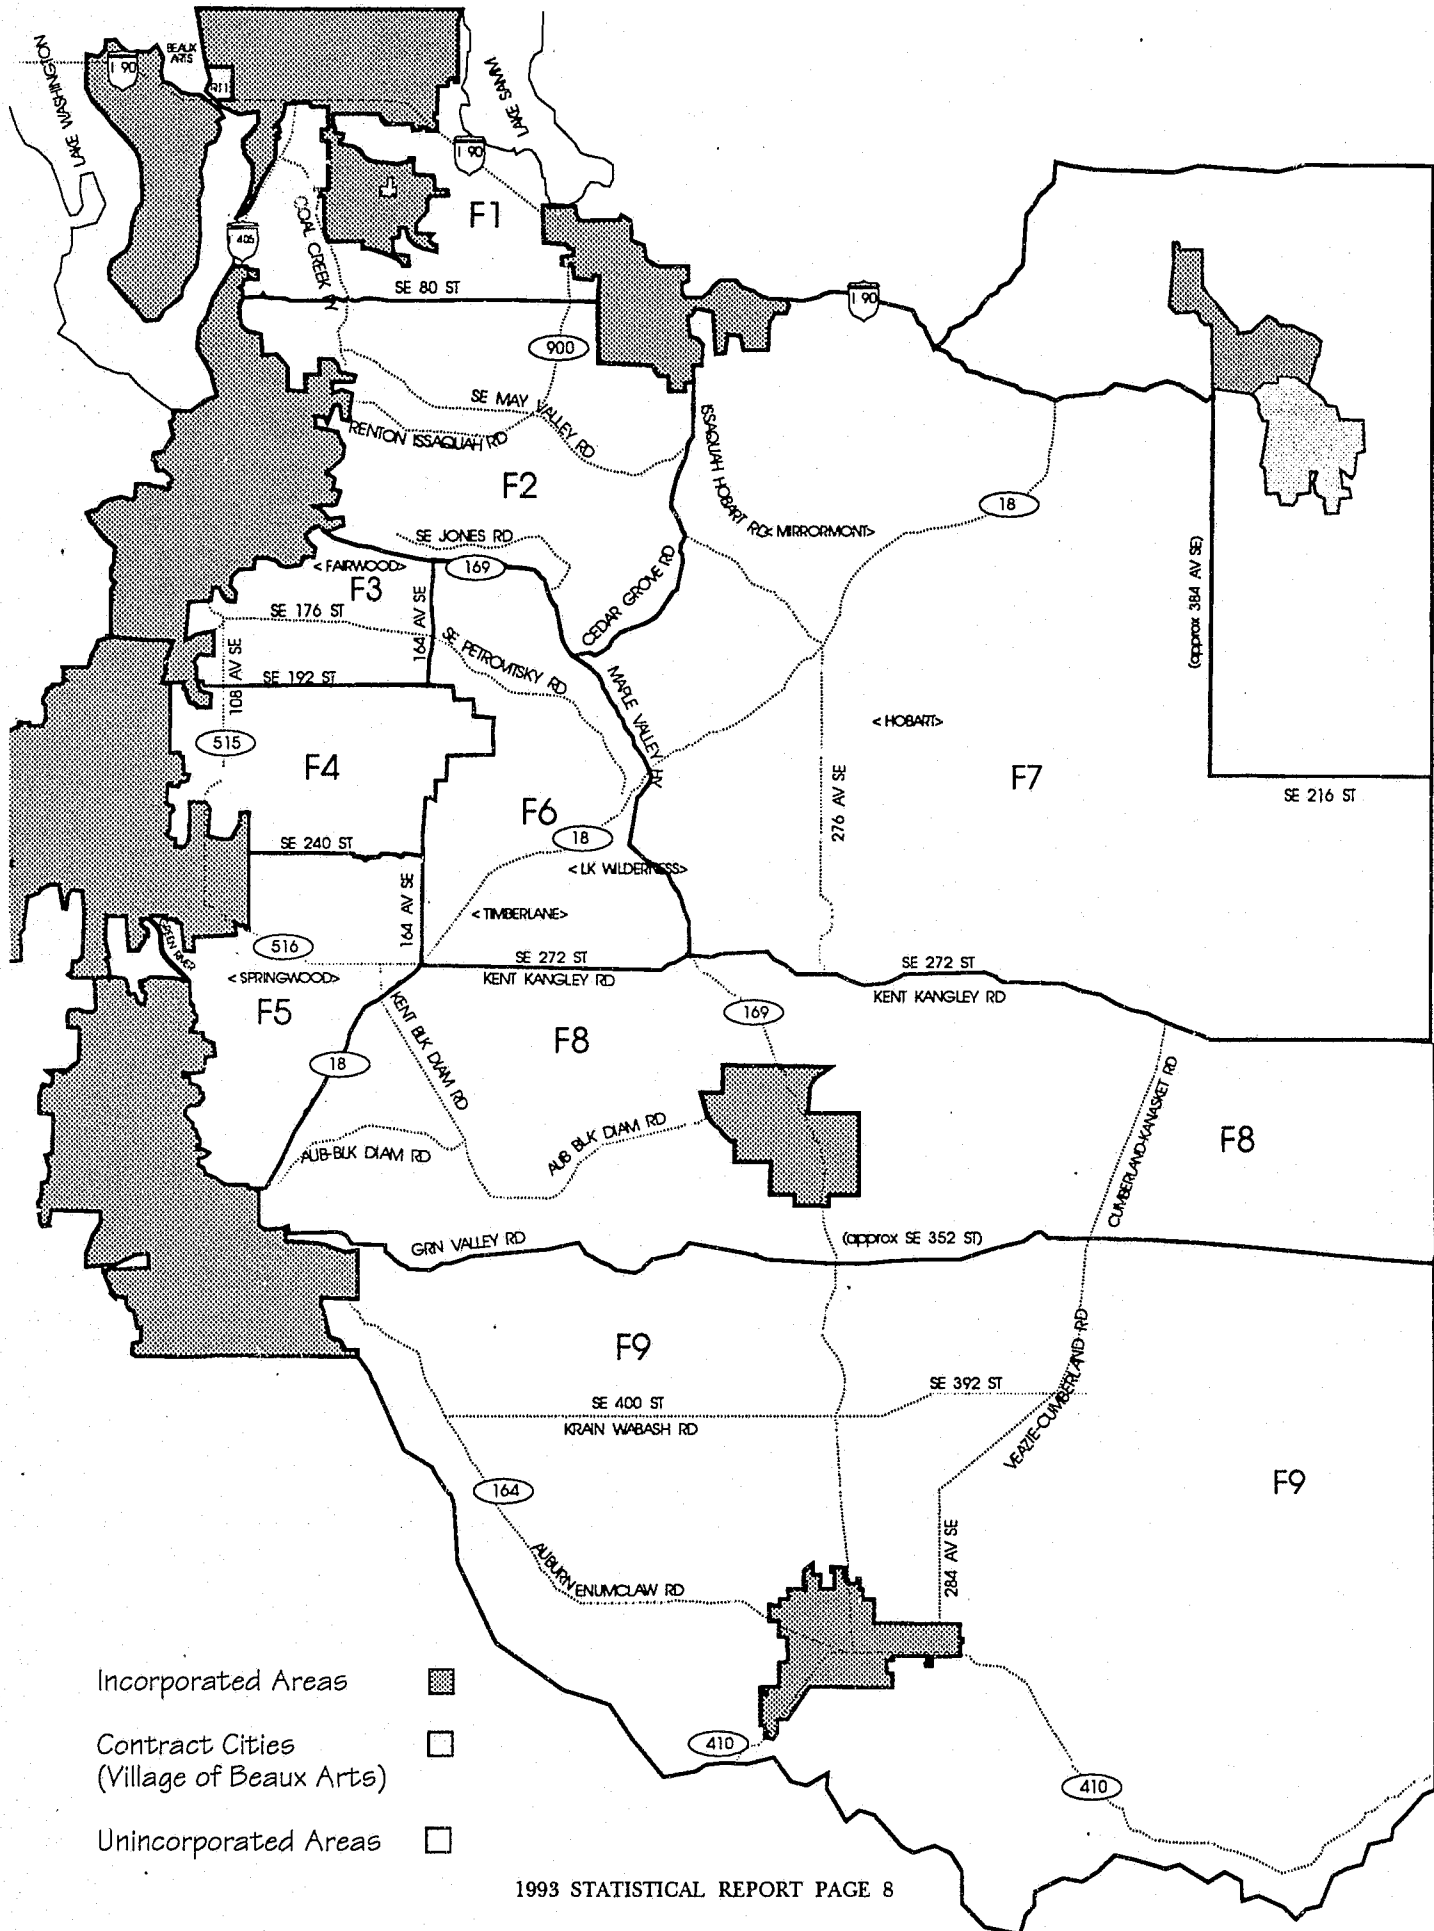 LAKE WASHINGTON
I 90
BEAUX
ARTS
LAKE SAMM
I 90
F1
I 405
COAL CREEK
SE 80 ST
I 90
900
SE MAY VALLEY RD
RENTON ISSAQUAH RD
ISSAQUAH HOBART RD
< MIRRORMONT>
18
F2
SE JONES RD
< FAIRWOOD>
169
F3
CEDAR GROVE RD
(approx 384 AV SE)
SE 176 ST
164 AV SE
SE PETROVITSKY RD
108 AV SE
SE 192 ST
MAPLE VALLEY HY
< HOBART>
515
F4
F6
F7
276 AV SE
SE 216 ST
18
SE 240 ST
< LK WILDERNESS>
164 AV SE
< TIMBERLANE>
GREEN RIVER
516
SE 272 ST
KENT KANGLEY RD
SE 272 ST
KENT KANGLEY RD
< SPRINGWOOD>
F5
KENT BLK DIAM RD
169
F8
18
CUMBERLAND-KANASKET RD
AUB BLK DIAM RD
AUB-BLK DIAM RD
F8
GRN VALLEY RD
(approx SE 352 ST)
F9
VEAZIE-CUMBERLAND RD
SE 392 ST
SE 400 ST
KRAIN WABASH RD
164
F9
284 AV SE
AUBURN ENUMCLAW RD
410
410
Incorporated Areas
Contract Cities
(Village of Beaux Arts)
Unincorporated Areas
1993 STATISTICAL REPORT PAGE 8